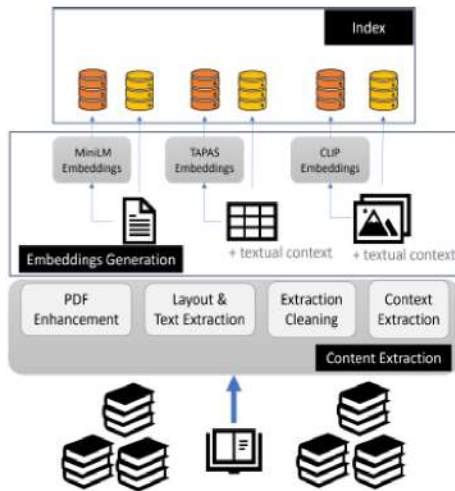 Index
MiniLM
Embeddings
TAPAS
Embeddings
CLIP
Embeddings
+ textual context
+ textual context
Embeddings Generation
PDF
Enhancement
Layout &
Text Extraction
Extraction
Cleaning
Context
Extraction
Content Extraction